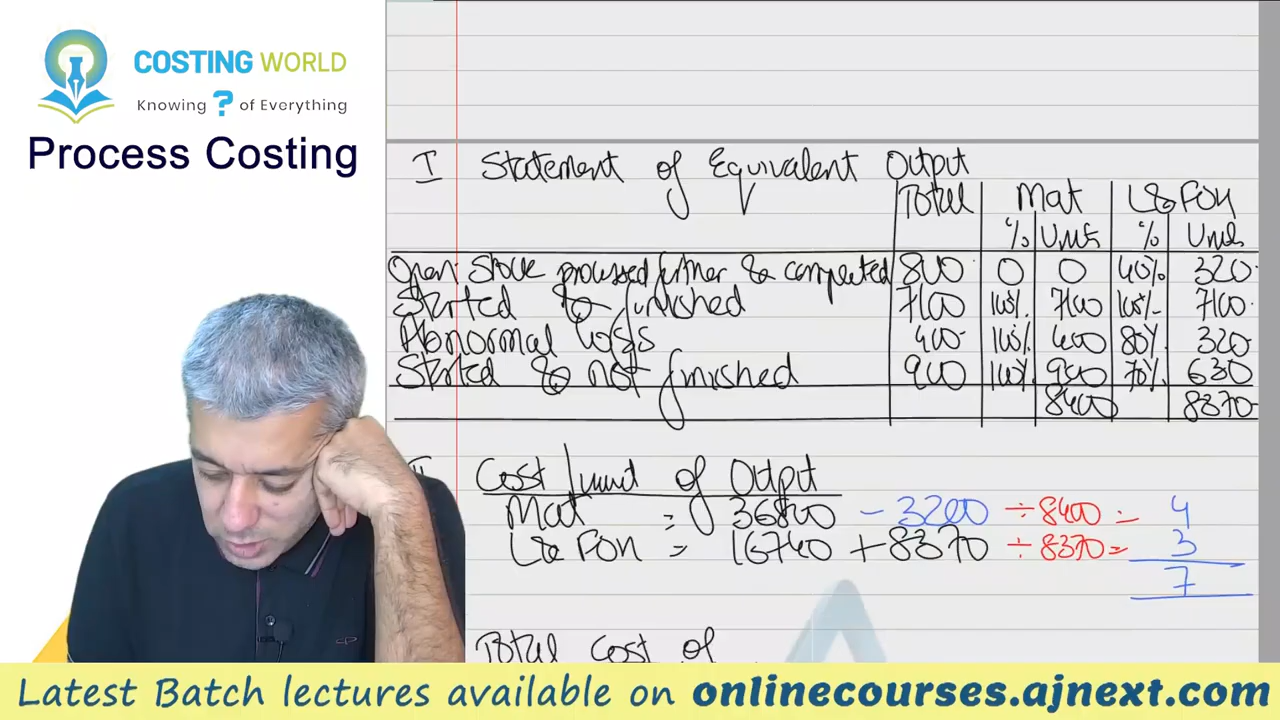 COSTING WORLD
Knowing ? of Everything
Process Costing
I Statement of Equivalent Output
Total Mat L& FOH
% Units % Units
Open. Stock processed further & completed 800 0 0 40% 320
Started & finished 7100 100% 7100 100% 7100
Abnormal loss 400 100% 400 80% 320
Started & not finished 900 100% 900 70% 630
8400 8370
II Cost/unit of Output
Mat = 36800 - 3200 ÷ 8400 = 4
L& FOH = 16740 + 8370 ÷ 8370 = 3
7
Total cost of
Latest Batch lectures available on onlinecourses.ajnext.com